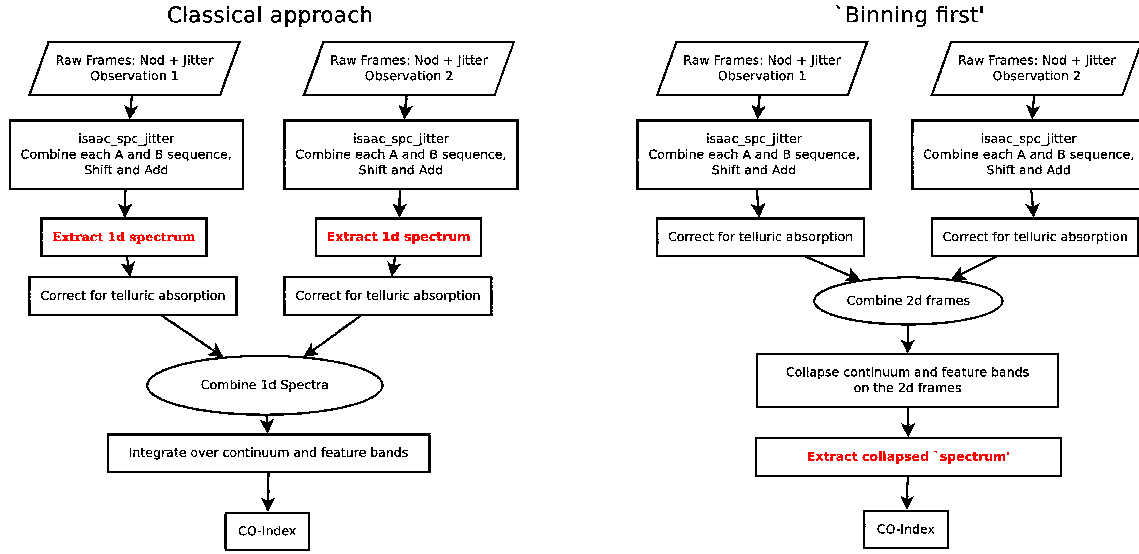 Classical approach
Raw Frames: Nod + Jitter
Observation 1
Raw Frames: Nod + Jitter
Observation 2
isaac_spc_jitter
Combine each A and B sequence,
Shift and Add
isaac_spc_jitter
Combine each A and B sequence,
Shift and Add
Extract 1d spectrum
Extract 1d spectrum
Correct for telluric absorption
Correct for telluric absorption
Combine 1d Spectra
Integrate over continuum and feature bands
CO-Index
`Binning first'
Raw Frames: Nod + Jitter
Observation 1
Raw Frames: Nod + Jitter
Observation 2
isaac_spc_jitter
Combine each A and B sequence,
Shift and Add
isaac_spc_jitter
Combine each A and B sequence,
Shift and Add
Correct for telluric absorption
Correct for telluric absorption
Combine 2d frames
Collapse continuum and feature bands
on the 2d frames
Extract collapsed `spectrum'
CO-Index